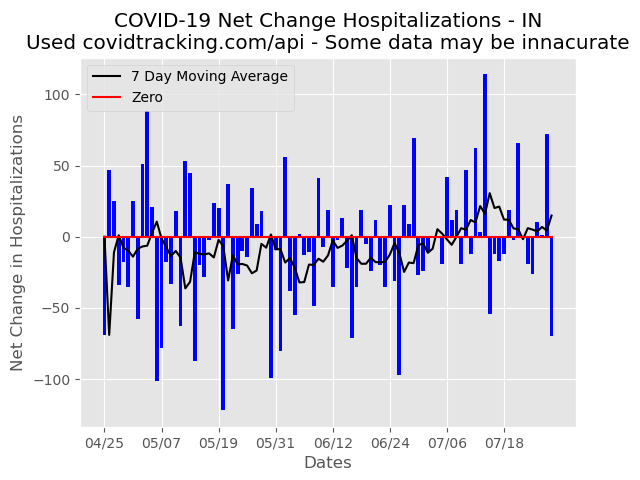 COVID-19 Net Change Hospitalizations - IN
Used covidtracking.com/api - Some data may be innacurate
7 Day Moving Average
Zero
Net Change in Hospitalizations
100
50
0
−50
−100
04/25 05/07 05/19 05/31 06/12 06/24 07/06 07/18
Dates